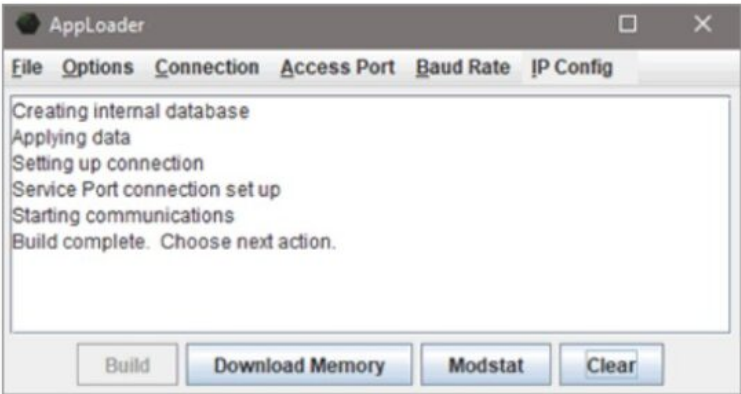 AppLoader
File Options Connection Access Port Baud Rate IP Config
Creating internal database
Applying data
Setting up connection
Service Port connection set up
Starting communications
Build complete. Choose next action.
Build Download Memory Modstat Clear